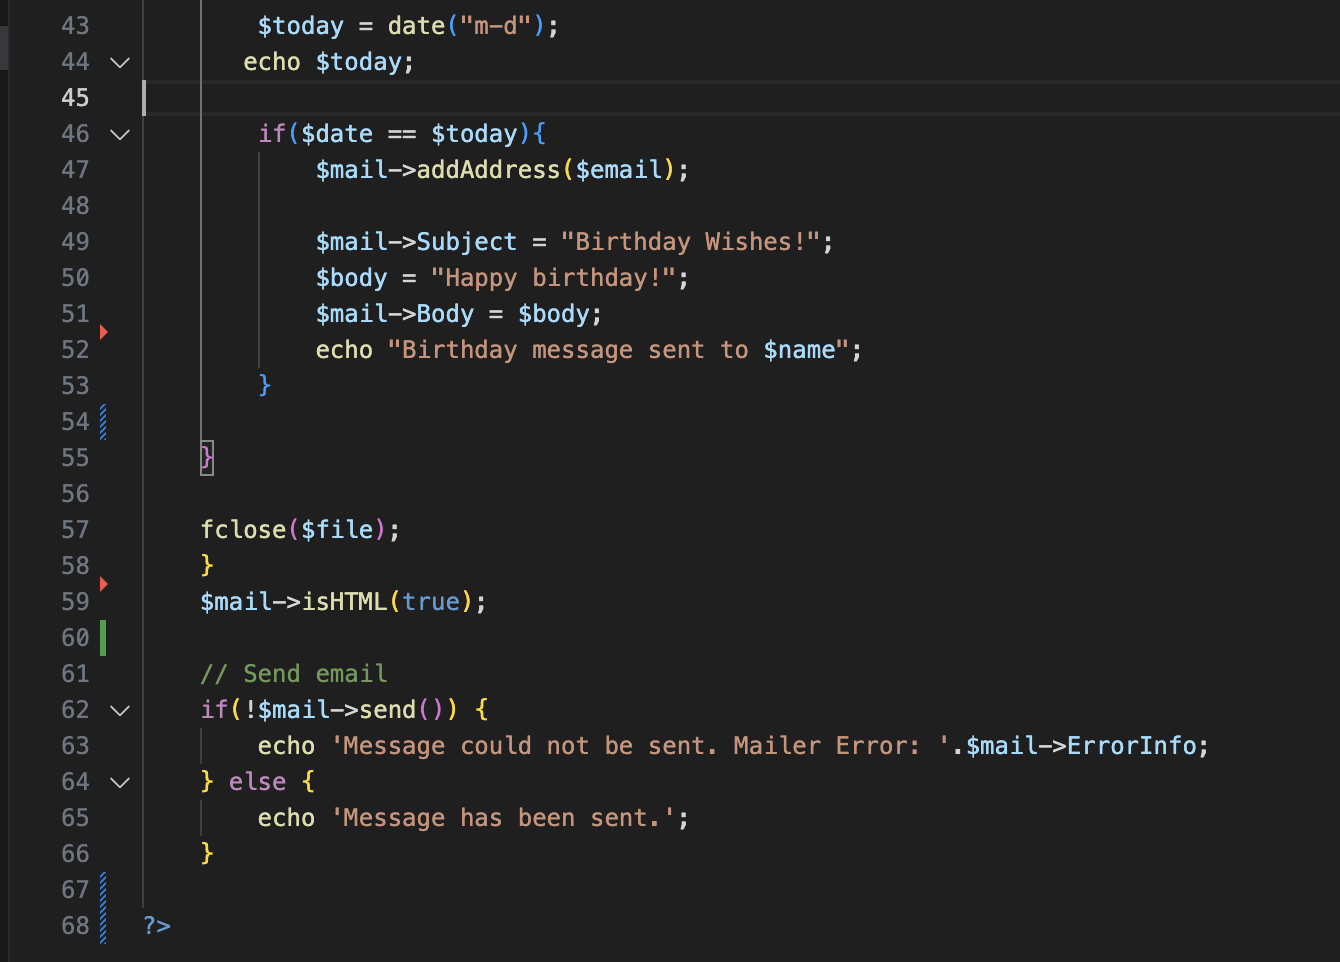 43 $today = date("m-d");
44 echo $today;
45
46 if($date == $today){
47 $mail->addAddress($email);
48
49 $mail->Subject = "Birthday Wishes!";
50 $body = "Happy birthday!";
51 $mail->Body = $body;
52 echo "Birthday message sent to $name";
53 }
54
55 }
56
57 fclose($file);
58 }
59 $mail->isHTML(true);
60
61 // Send email
62 if(!$mail->send()) {
63 echo 'Message could not be sent. Mailer Error: '.$mail->ErrorInfo;
64 } else {
65 echo 'Message has been sent.';
66 }
67
68 ?>